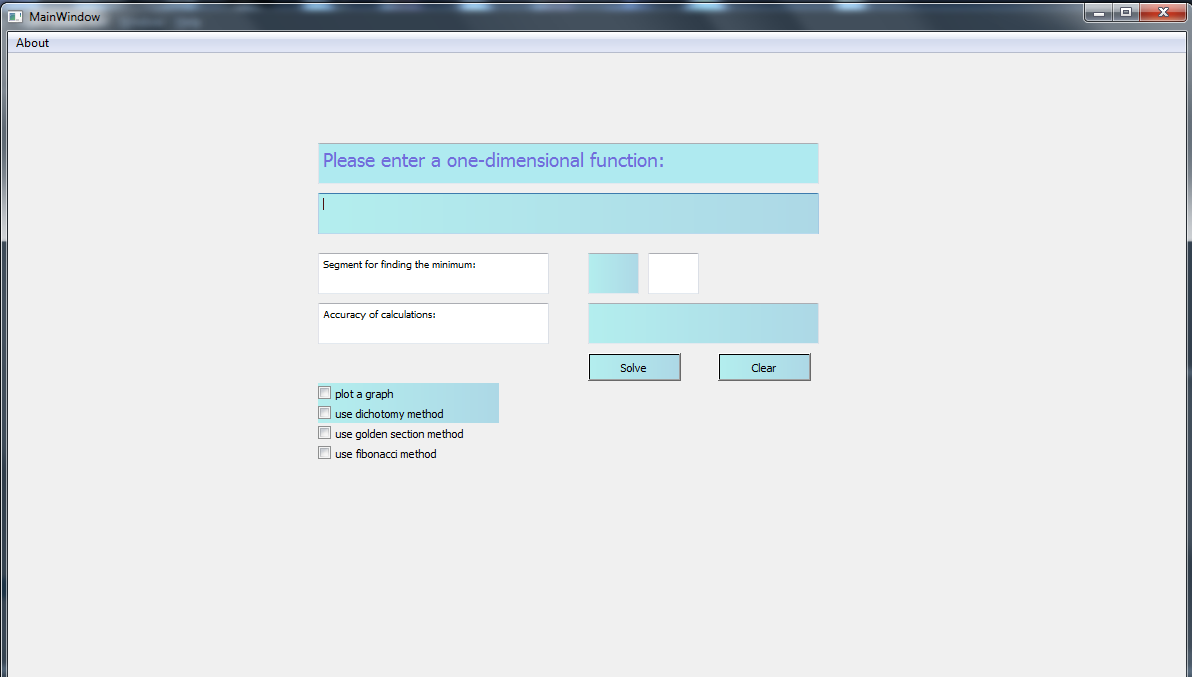 MainWindow
About
Please enter a one-dimensional function:
Segment for finding the minimum:
Accuracy of calculations:
Solve Clear
plot a graph
use dichotomy method
use golden section method
use fibonacci method